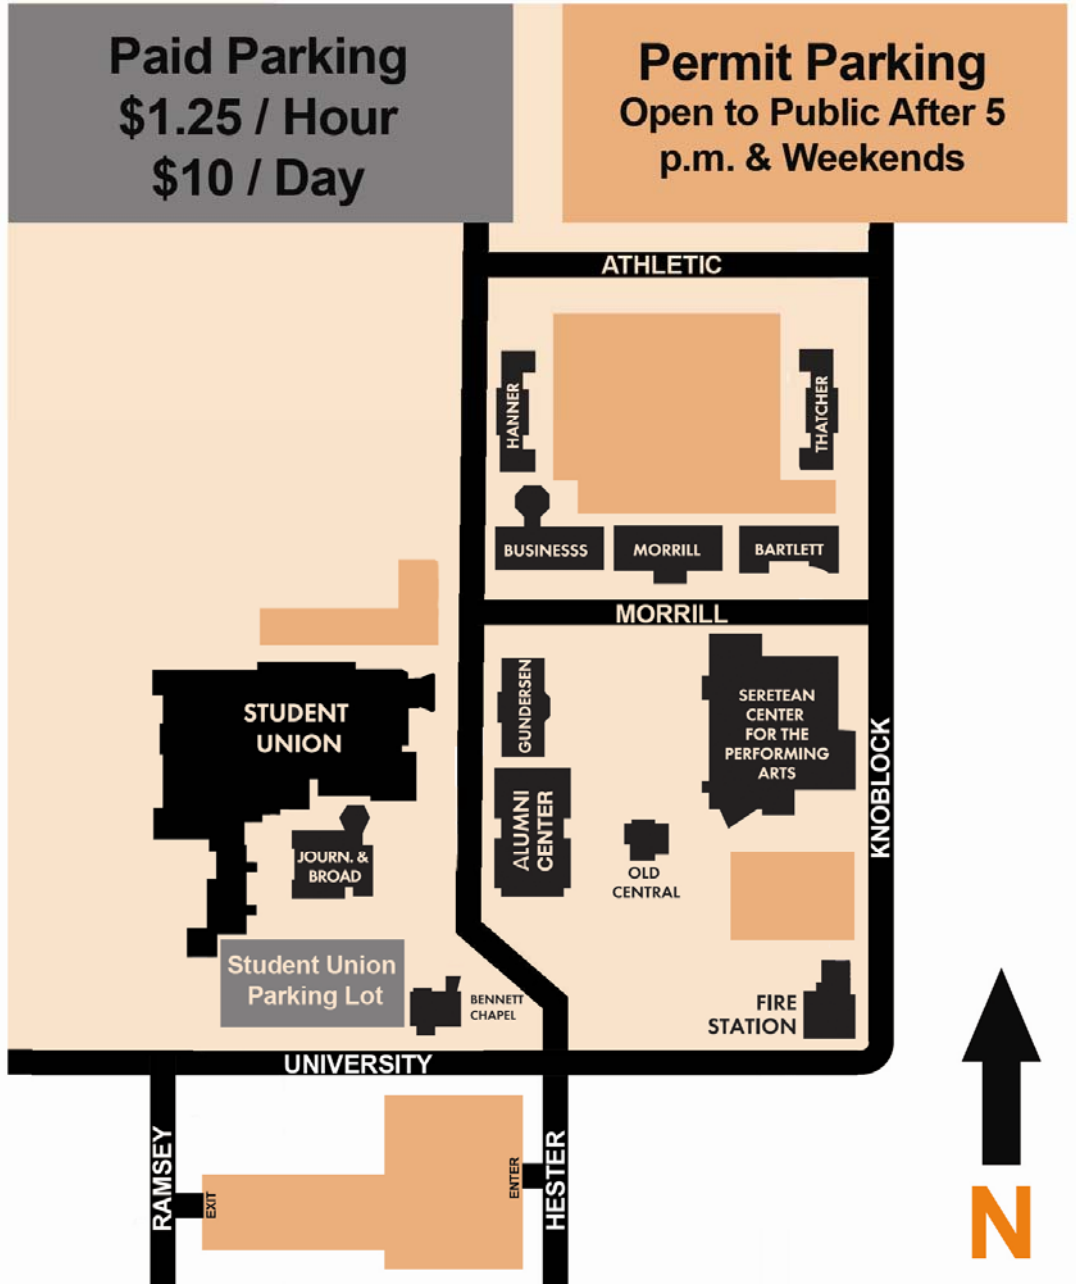 Paid Parking
$1.25 / Hour
$10 / Day
Permit Parking
Open to Public After 5
p.m. & Weekends
ATHLETIC
HANNER
THATCHER
BUSINESSS
MORRILL
BARTLETT
MORRILL
STUDENT
UNION
GUNDERSEN
SERETEAN
CENTER
FOR THE
PERFORMING
ARTS
KNOBLOCK
ALUMNI
CENTER
JOURN. &
BROAD
OLD
CENTRAL
Student Union
Parking Lot
BENNETT
CHAPEL
FIRE
STATION
UNIVERSITY
RAMSEY
EXIT
ENTER
HESTER
N